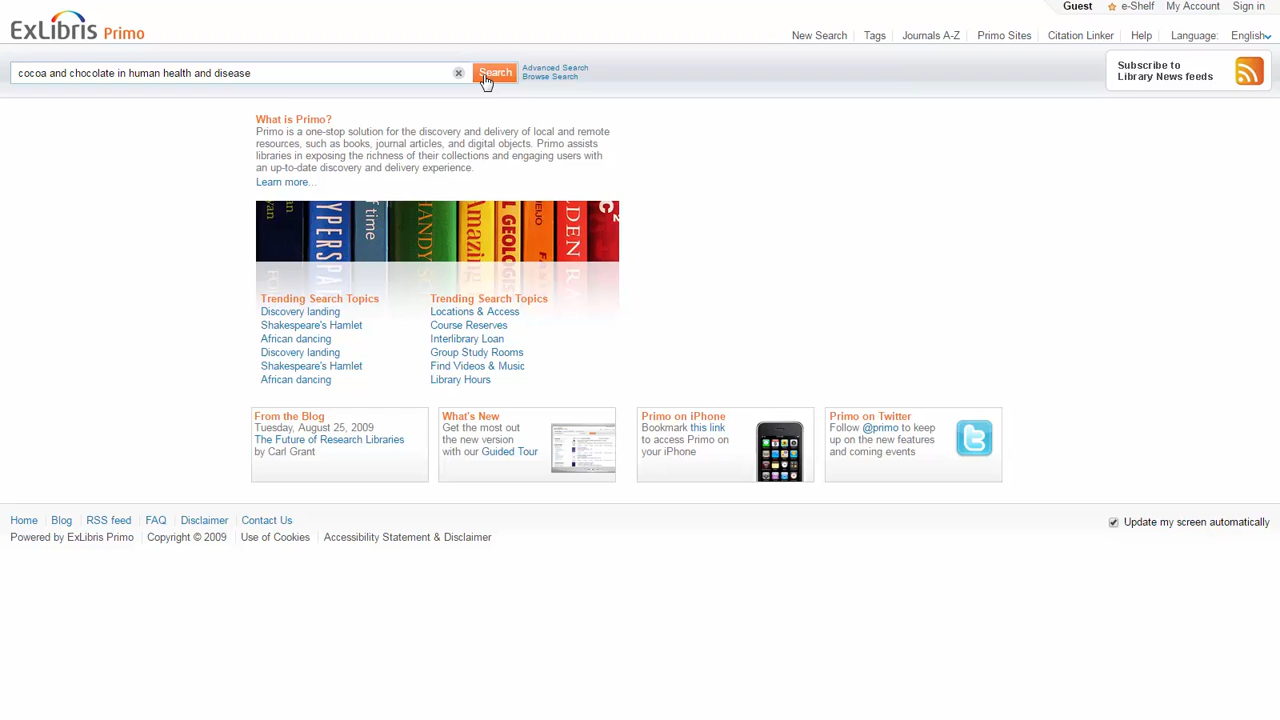 Guest e-Shelf My Account Sign in
ExLibris Primo
New Search Tags Journals A-Z Primo Sites Citation Linker Help Language: English
cocoa and chocolate in human health and disease
Search
Advanced Search
Browse Search
Subscribe to
Library News feeds
What is Primo?
Primo is a one-stop solution for the discovery and delivery of local and remote
resources, such as books, journal articles, and digital objects. Primo assists
libraries in exposing the richness of their collections and engaging users with
an up-to-date discovery and delivery experience.
Learn more...
YPERS
of time
HANDY
Amazi
GEOLOGIS
EIJO
LDEN
Trending Search Topics
Discovery landing
Shakespeare's Hamlet
African dancing
Discovery landing
Shakespeare's Hamlet
African dancing
Trending Search Topics
Locations & Access
Course Reserves
Interlibrary Loan
Group Study Rooms
Find Videos & Music
Library Hours
From the Blog
Tuesday, August 25, 2009
The Future of Research Libraries
by Carl Grant
What's New
Get the most out
the new version
with our Guided Tour
Primo on iPhone
Bookmark this link
to access Primo on
your iPhone
Primo on Twitter
Follow @primo to keep
up on the new features
and coming events
Home Blog RSS feed FAQ Disclaimer Contact Us
Update my screen automatically
Powered by ExLibris Primo Copyright © 2009 Use of Cookies Accessibility Statement & Disclaimer